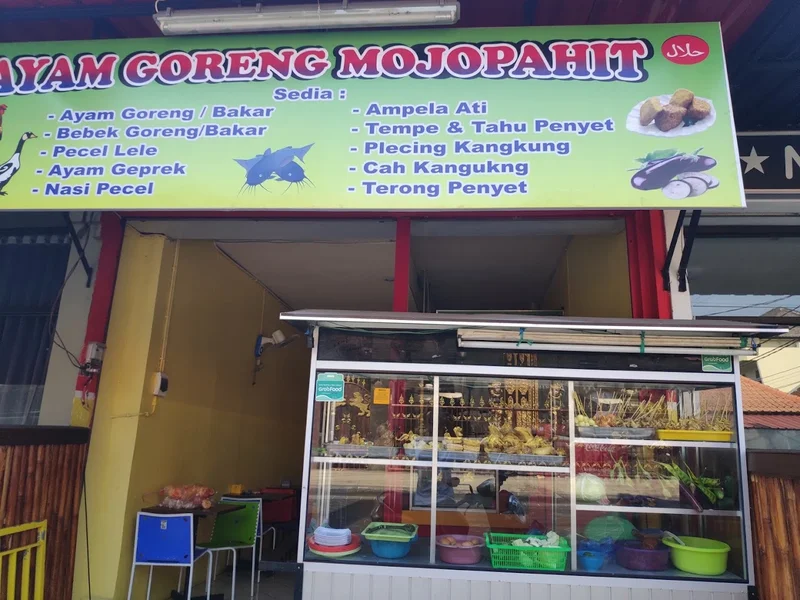 AYAM GORENG MOJOPAHIT
حلال
Sedia :
- Ayam Goreng / Bakar
- Bebek Goreng/Bakar
- Pecel Lele
- Ayam Geprek
- Nasi Pecel
- Ampela Ati
- Tempe & Tahu Penyet
- Plecing Kangkung
- Cah Kangukng
- Terong Penyet
N
GrabFood
GrabFood